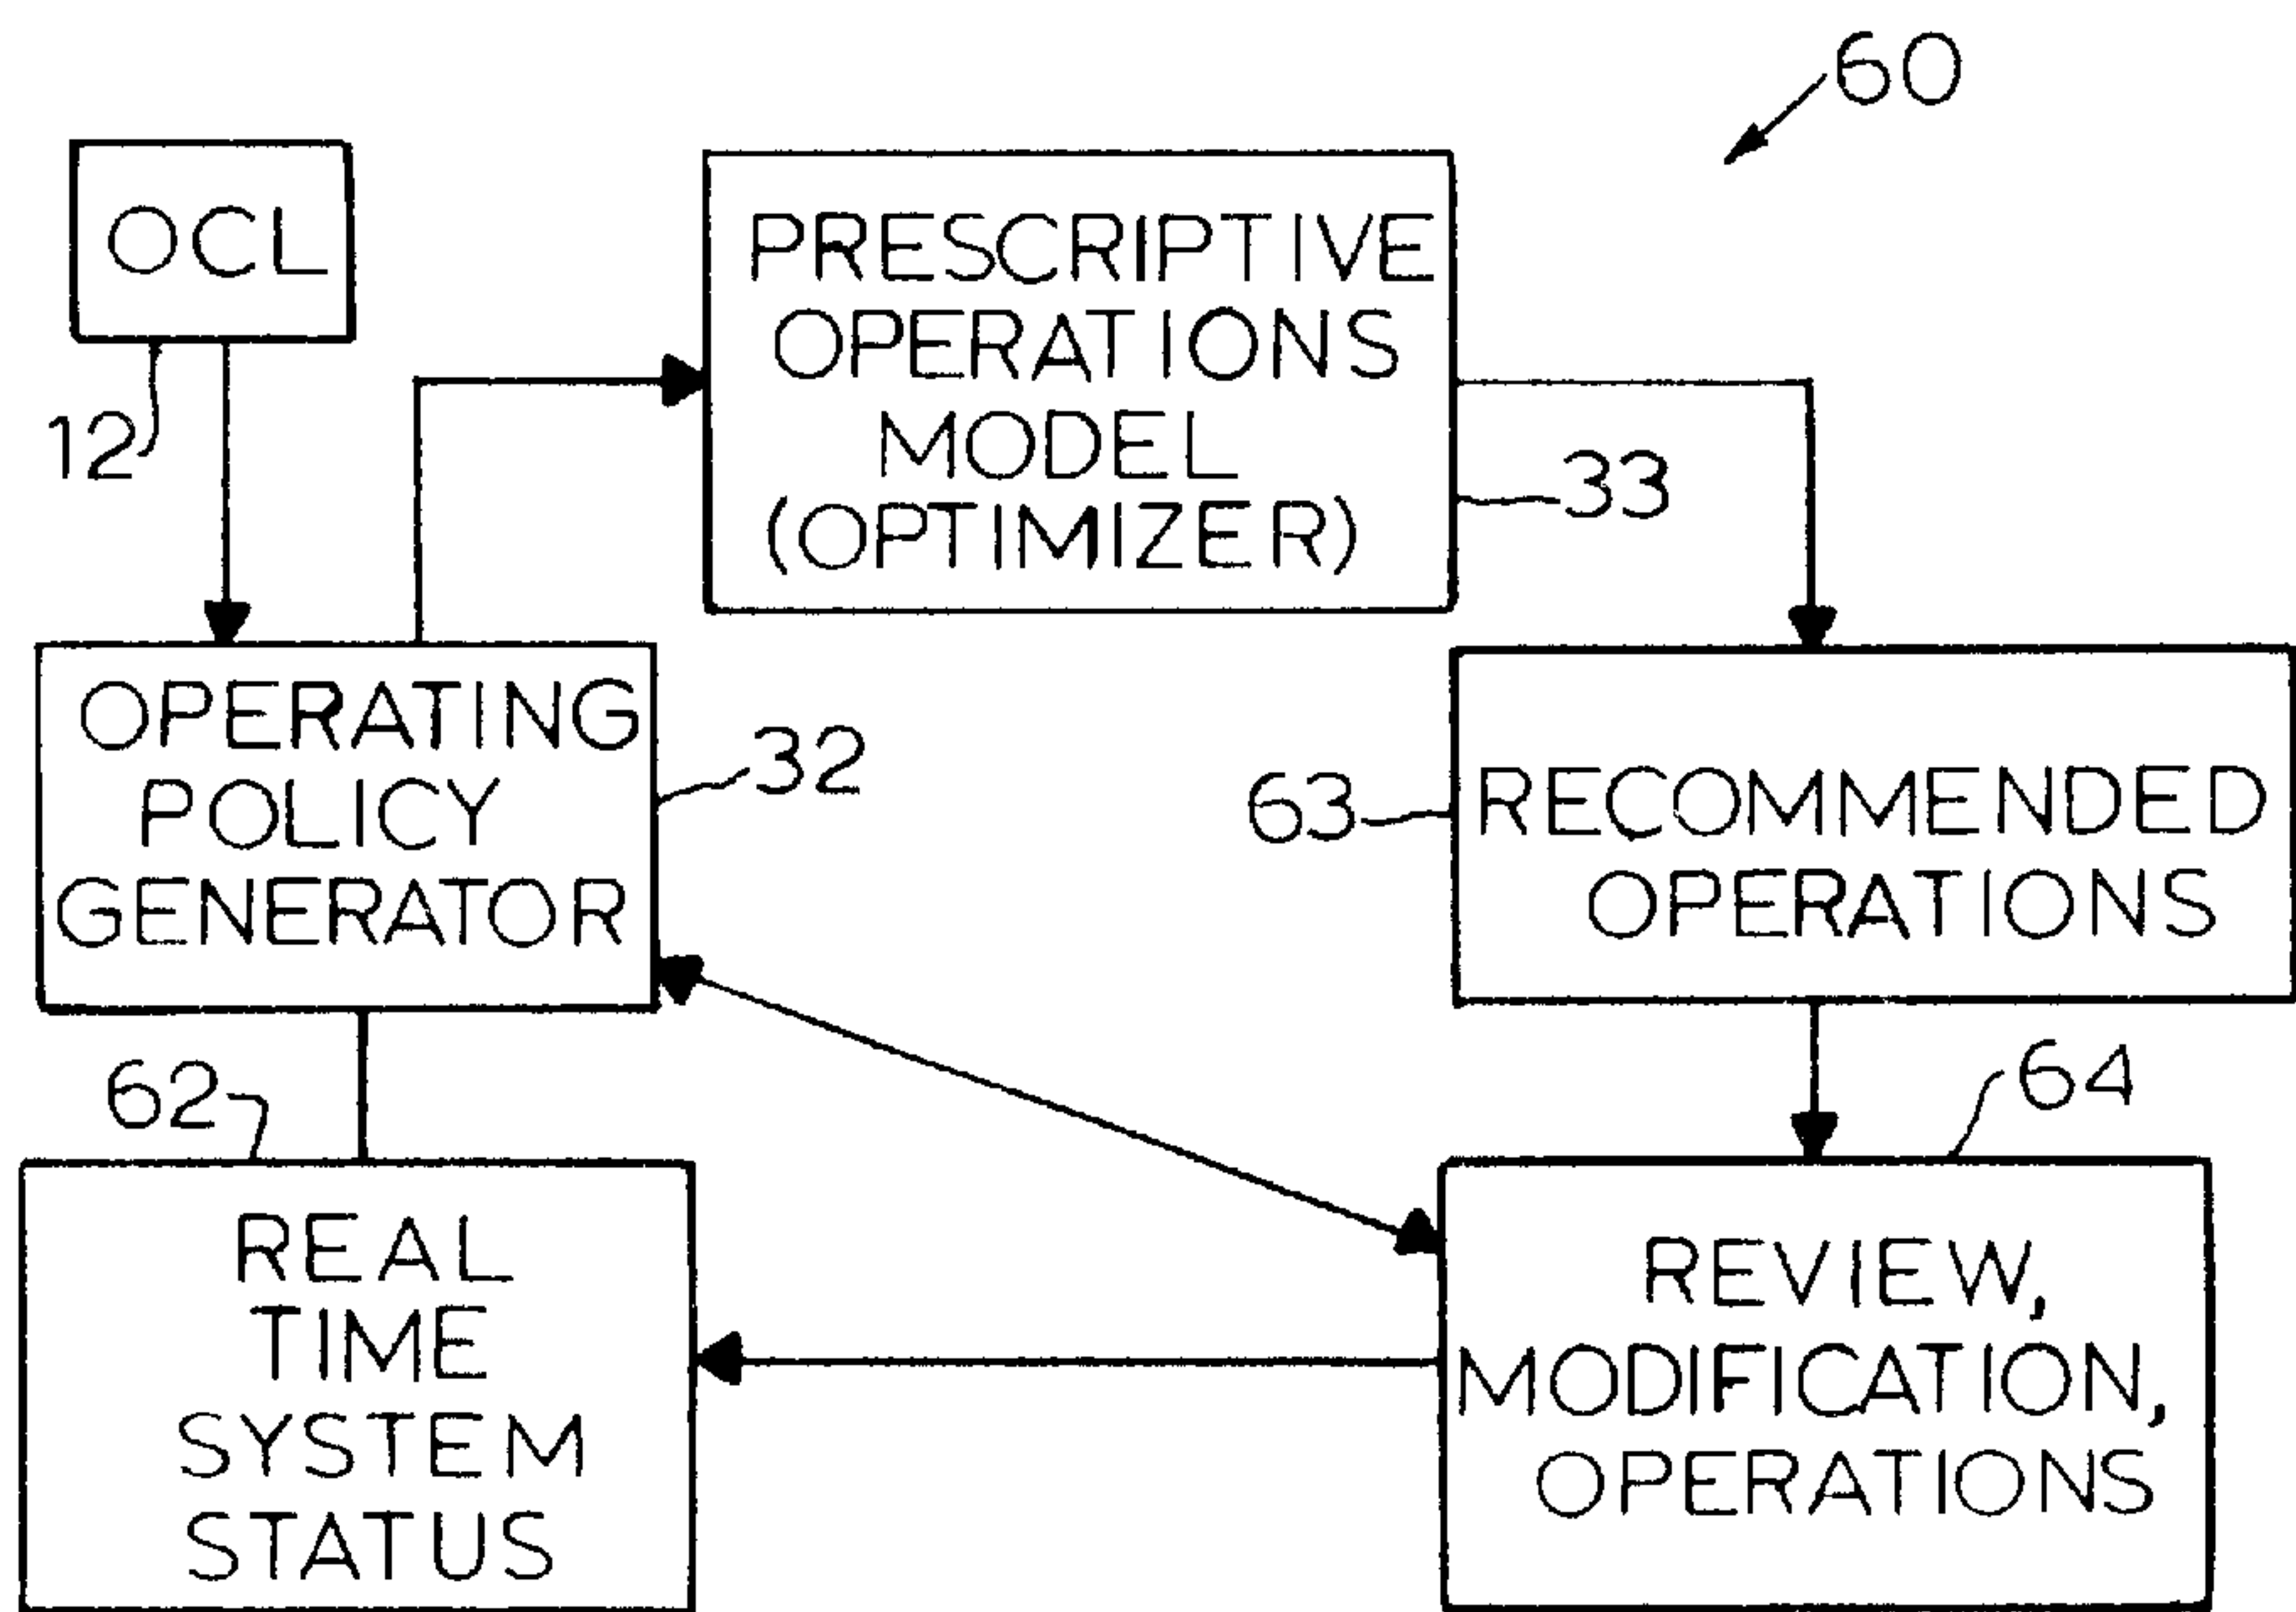 60
OCL
12
PRESCRIPTIVE
OPERATIONS
MODEL
(OPTIMIZER)
33
OPERATING
POLICY
GENERATOR
32
63
RECOMMENDED
OPERATIONS
62
REAL
TIME
SYSTEM
STATUS
64
REVIEW,
MODIFICATION,
OPERATIONS